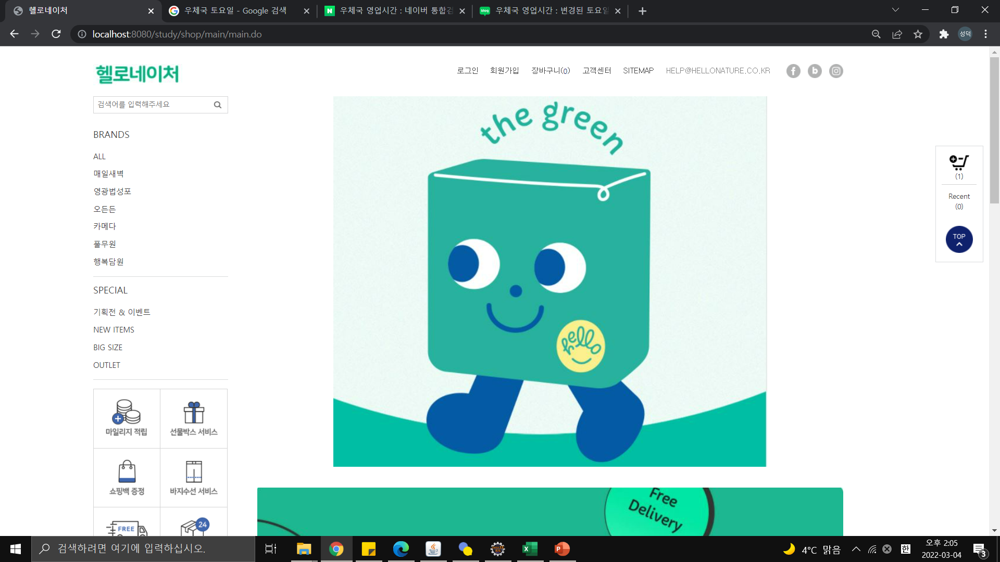 헬로네이처
우체국 토요일 - Google 검색
우체국 영업시간 : 네이버 통합검
우체국 영업시간 : 변경된 토요일
localhost:8080/study/shop/main/main.do
성덕
헬로네이처
로그인 회원가입 장바구니(0) 고객센터 SITEMAP HELP@HELLONATURE.CO.KR
검색어를 입력해주세요
BRANDS
ALL
매일새벽
영광법성포
오든든
카메다
풀무원
행복담원
SPECIAL
기획전 & 이벤트
NEW ITEMS
BIG SIZE
OUTLET
마일리지 적립
선물박스 서비스
쇼핑백 증정
바지수선 서비스
FREE
24
the green
hello
(1)
Recent
(0)
TOP
Free
Delivery
검색하려면 여기에 입력하십시오.
4°C 맑음
한
오후 2:05
2022-03-04
3